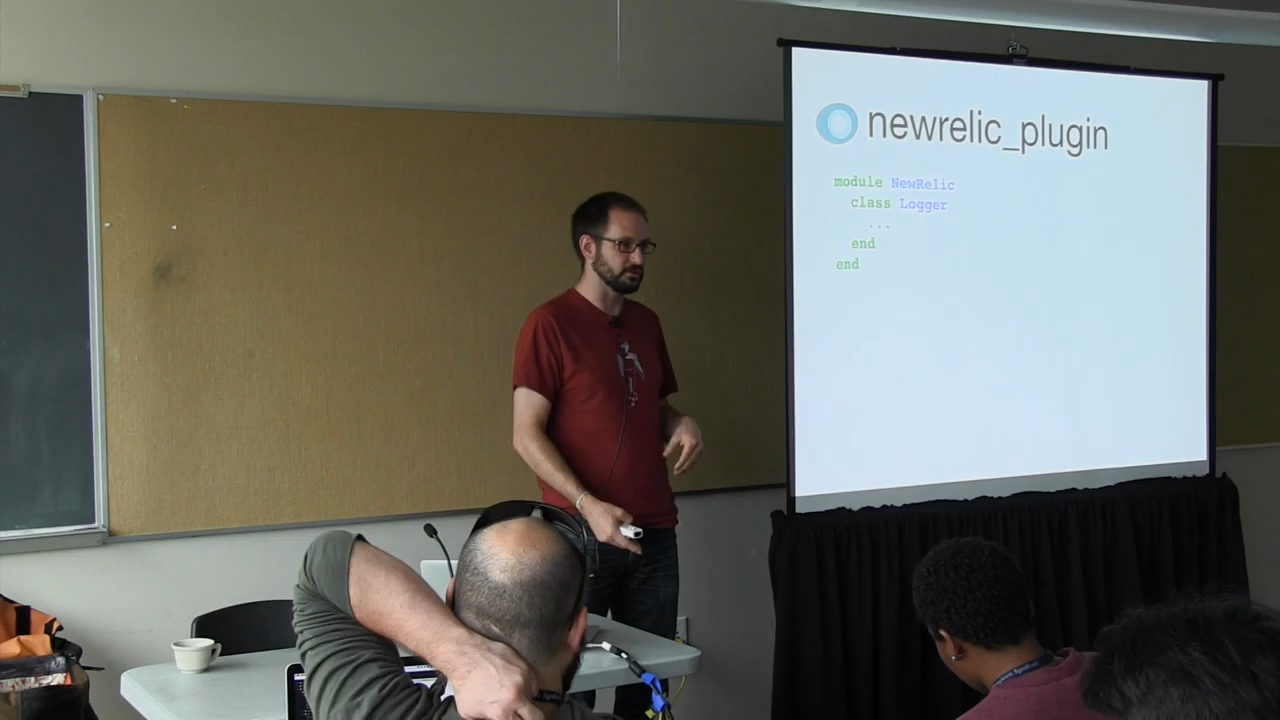 newrelic_plugin
module NewRelic
class Logger
...
end
end